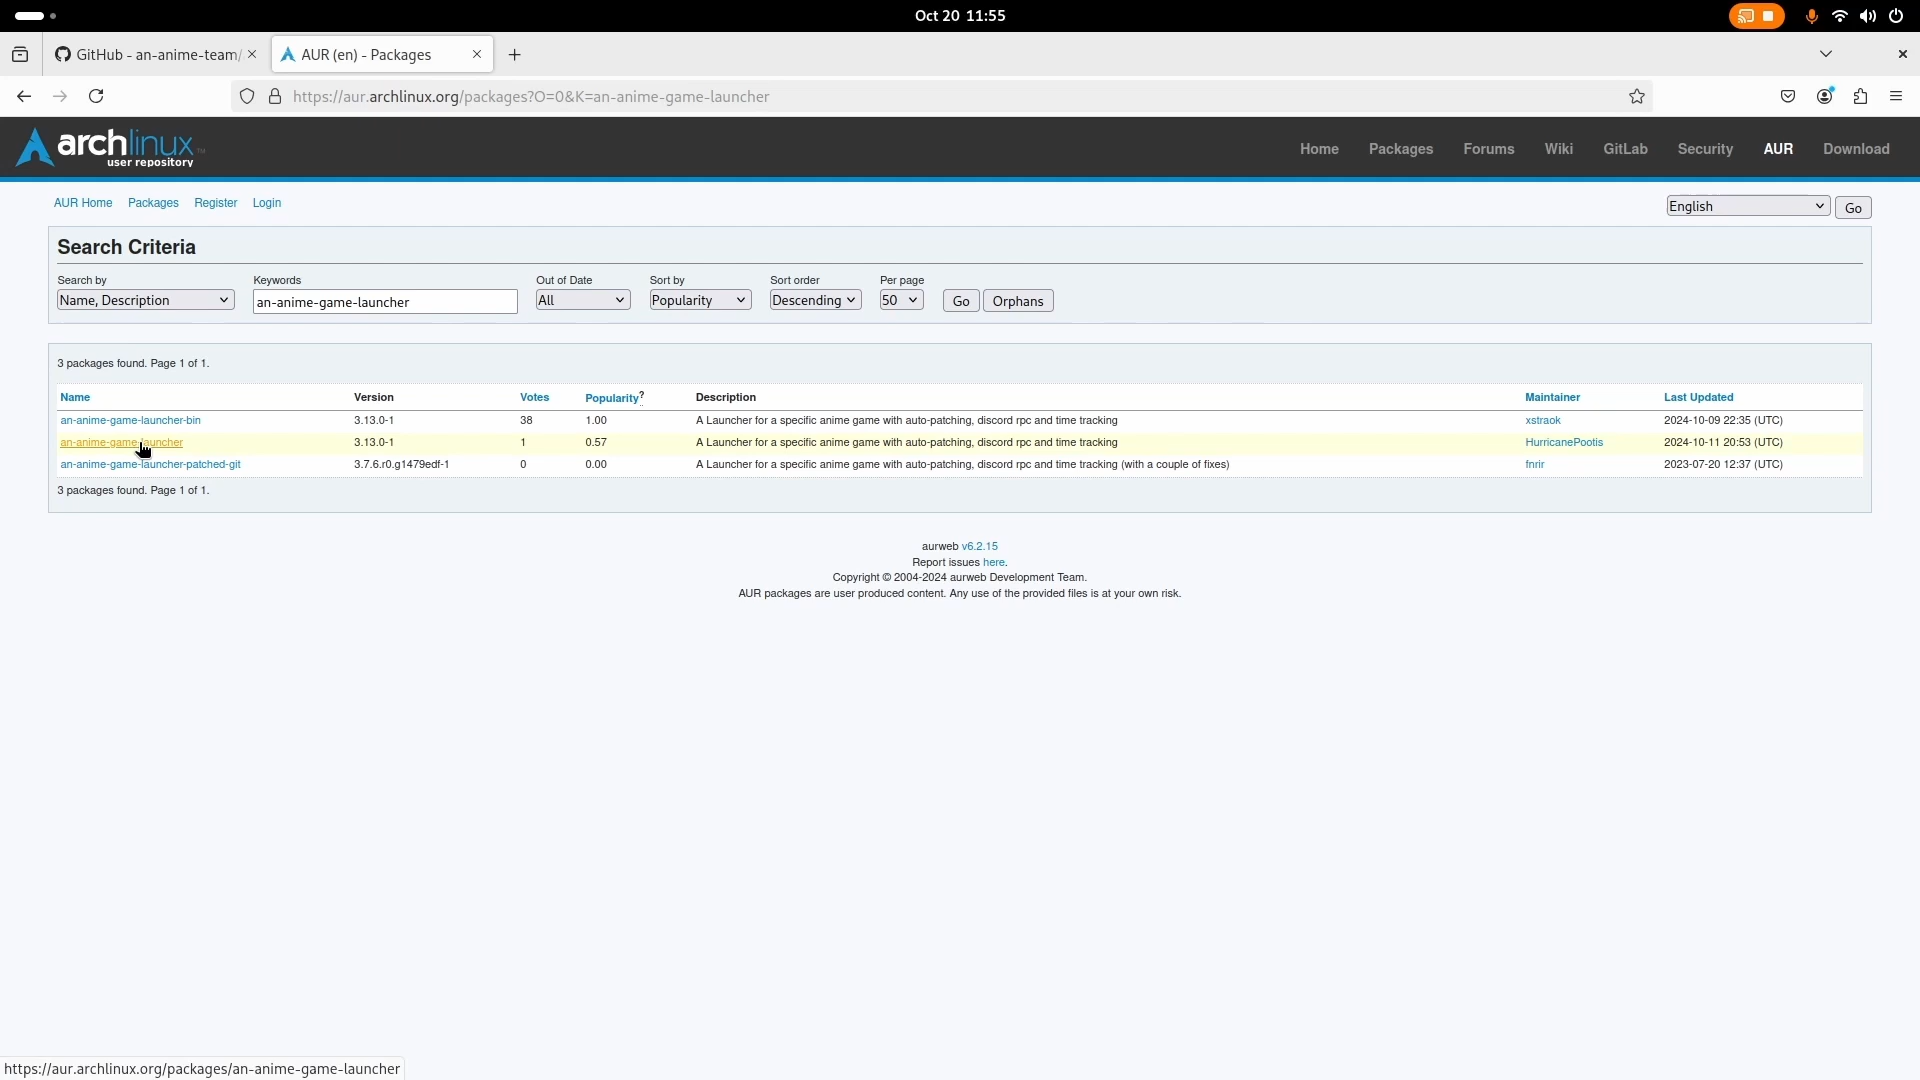 Oct 20 11:55
GitHub - an-anime-team/
AUR (en) - Packages
https://aur.archlinux.org/packages?O=0&K=an-anime-game-launcher
archlinux™
user repository
Home Packages Forums Wiki GitLab Security AUR Download
AUR Home Packages Register Login
English Go
Search Criteria
Search by Keywords Out of Date Sort by Sort order Per page
Name, Description an-anime-game-launcher All Popularity Descending 50 Go Orphans
3 packages found. Page 1 of 1.
Name Version Votes Popularity? Description Maintainer Last Updated
an-anime-game-launcher-bin 3.13.0-1 38 1.00 A Launcher for a specific anime game with auto-patching, discord rpc and time tracking xstraok 2024-10-09 22:35 (UTC)
an-anime-game-launcher 3.13.0-1 1 0.57 A Launcher for a specific anime game with auto-patching, discord rpc and time tracking HurricanePootis 2024-10-11 20:53 (UTC)
an-anime-game-launcher-patched-git 3.7.6.r0.g1479edf-1 0 0.00 A Launcher for a specific anime game with auto-patching, discord rpc and time tracking (with a couple of fixes) fnrir 2023-07-20 12:37 (UTC)
3 packages found. Page 1 of 1.
aurweb v6.2.15
Report issues here.
Copyright © 2004-2024 aurweb Development Team.
AUR packages are user produced content. Any use of the provided files is at your own risk.
https://aur.archlinux.org/packages/an-anime-game-launcher